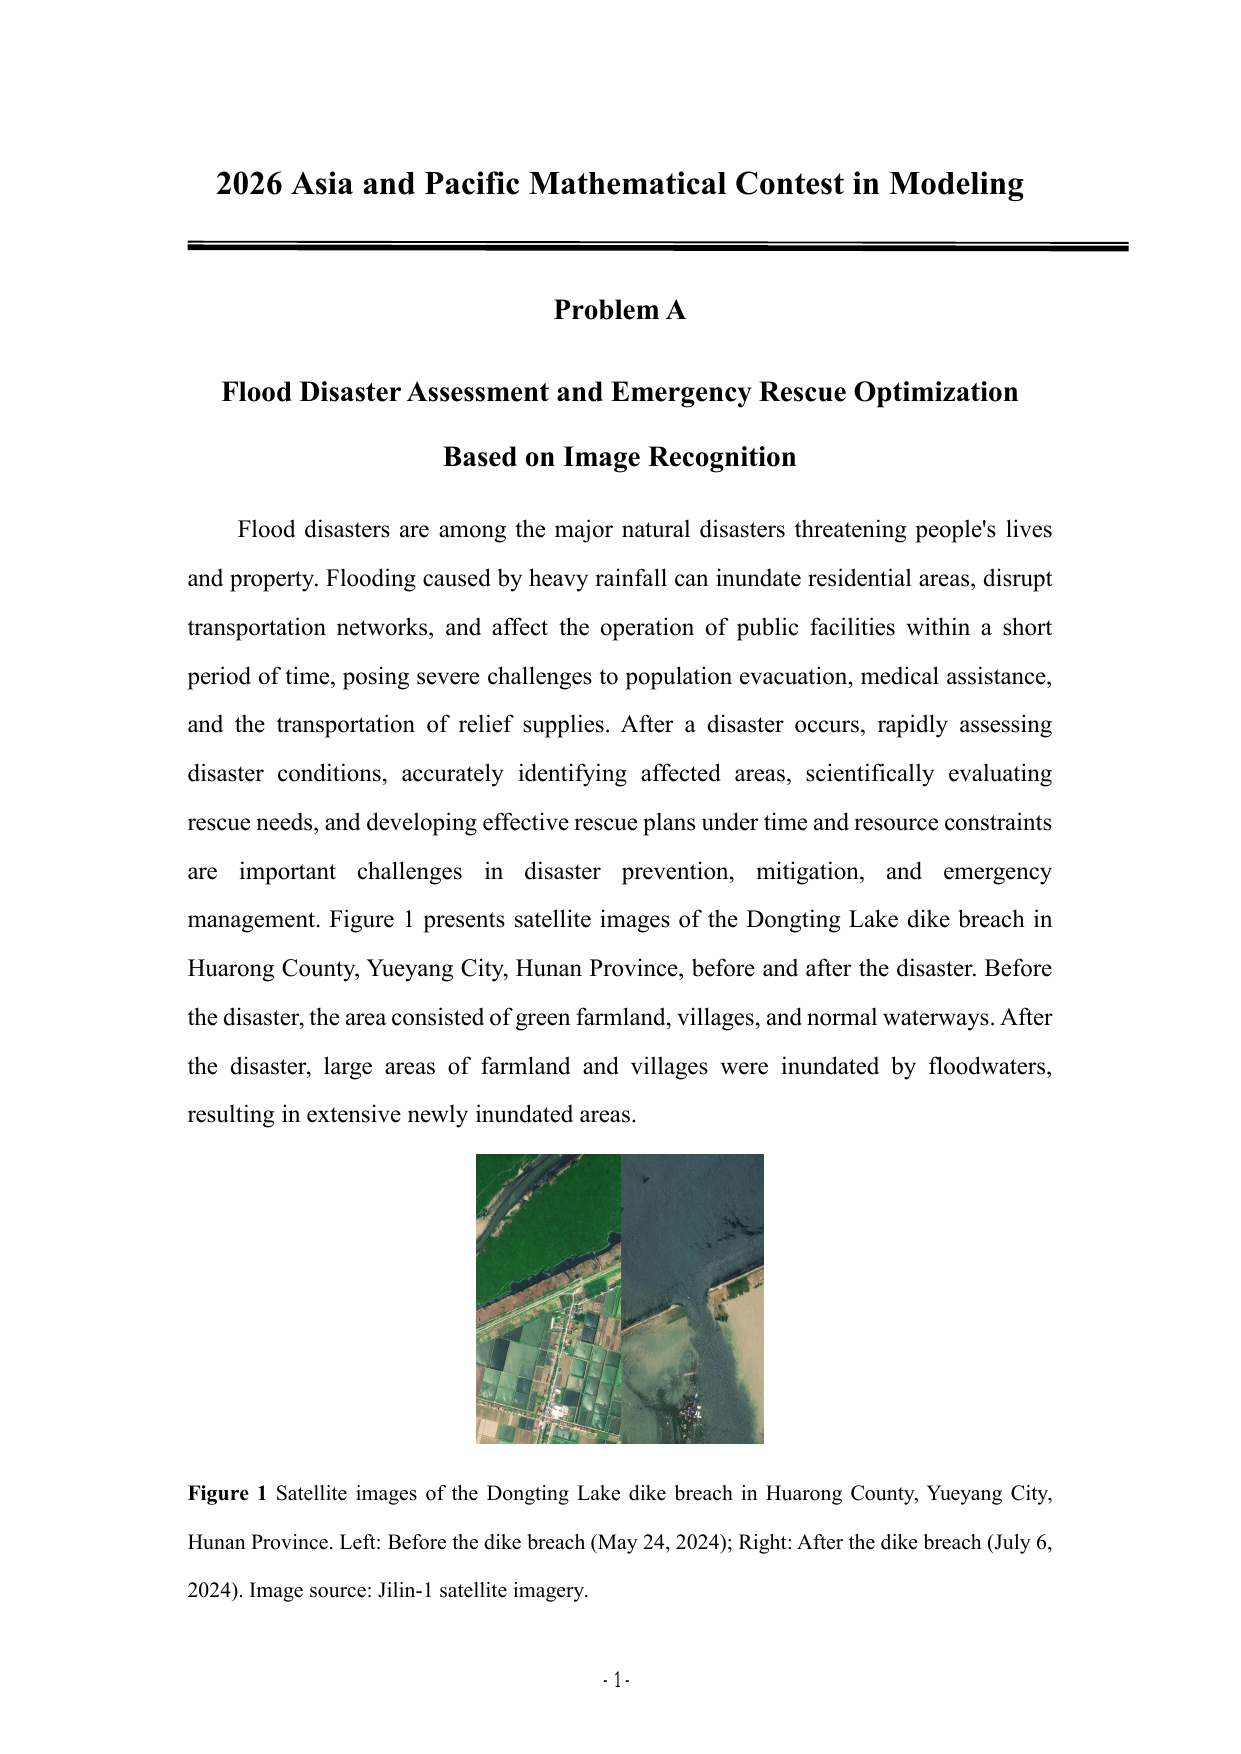 2026 Asia and Pacific Mathematical Contest in Modeling
Problem A
Flood Disaster Assessment and Emergency Rescue Optimization
Based on Image Recognition
Flood disasters are among the major natural disasters threatening people's lives
and property. Flooding caused by heavy rainfall can inundate residential areas, disrupt
transportation networks, and affect the operation of public facilities within a short
period of time, posing severe challenges to population evacuation, medical assistance,
and the transportation of relief supplies. After a disaster occurs, rapidly assessing
disaster conditions, accurately identifying affected areas, scientifically evaluating
rescue needs, and developing effective rescue plans under time and resource constraints
are important challenges in disaster prevention, mitigation, and emergency
management. Figure 1 presents satellite images of the Dongting Lake dike breach in
Huarong County, Yueyang City, Hunan Province, before and after the disaster. Before
the disaster, the area consisted of green farmland, villages, and normal waterways. After
the disaster, large areas of farmland and villages were inundated by floodwaters,
resulting in extensive newly inundated areas.
Figure 1 Satellite images of the Dongting Lake dike breach in Huarong County, Yueyang City,
Hunan Province. Left: Before the dike breach (May 24, 2024); Right: After the dike breach (July 6,
2024). Image source: Jilin-1 satellite imagery.
- 1 -